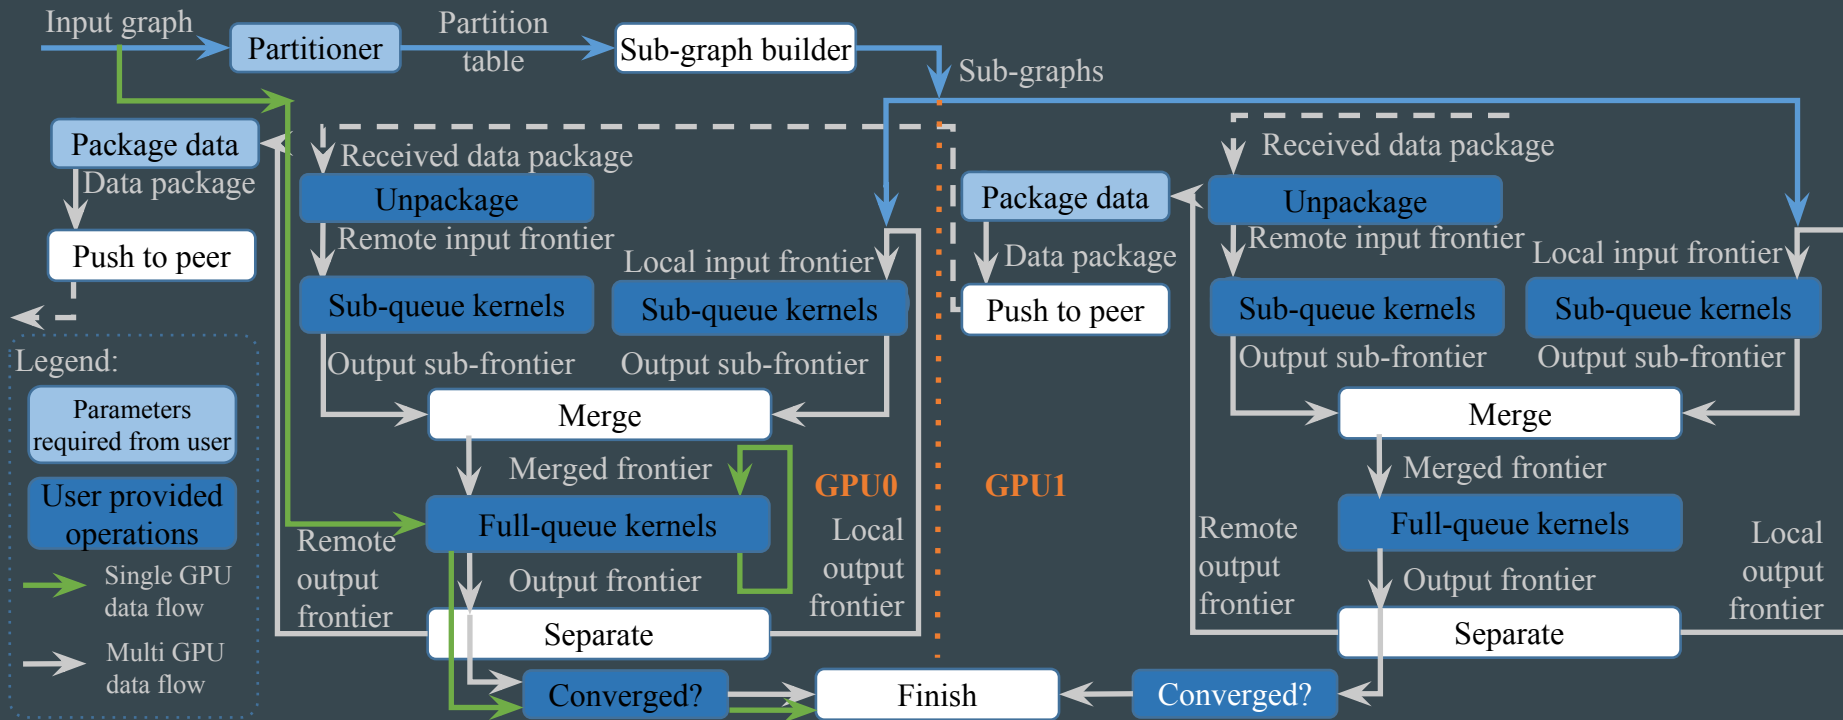 Input graph
Partitioner
Partition
table
Sub-graph builder
Sub-graphs
Package data
Data package
Push to peer
Received data package
Unpackage
Remote input frontier
Local input frontier
Sub-queue kernels
Sub-queue kernels
Output sub-frontier
Output sub-frontier
Merge
Merged frontier
GPU0
Full-queue kernels
Remote
output
frontier
Output frontier
Local
output
frontier
Separate
Converged?
Finish
GPU1
Package data
Data package
Push to peer
Received data package
Unpackage
Remote input frontier
Local input frontier
Sub-queue kernels
Sub-queue kernels
Output sub-frontier
Output sub-frontier
Merge
Merged frontier
Full-queue kernels
Remote
output
frontier
Output frontier
Local
output
frontier
Separate
Converged?
Legend:
Parameters
required from user
User provided
operations
Single GPU
data flow
Multi GPU
data flow